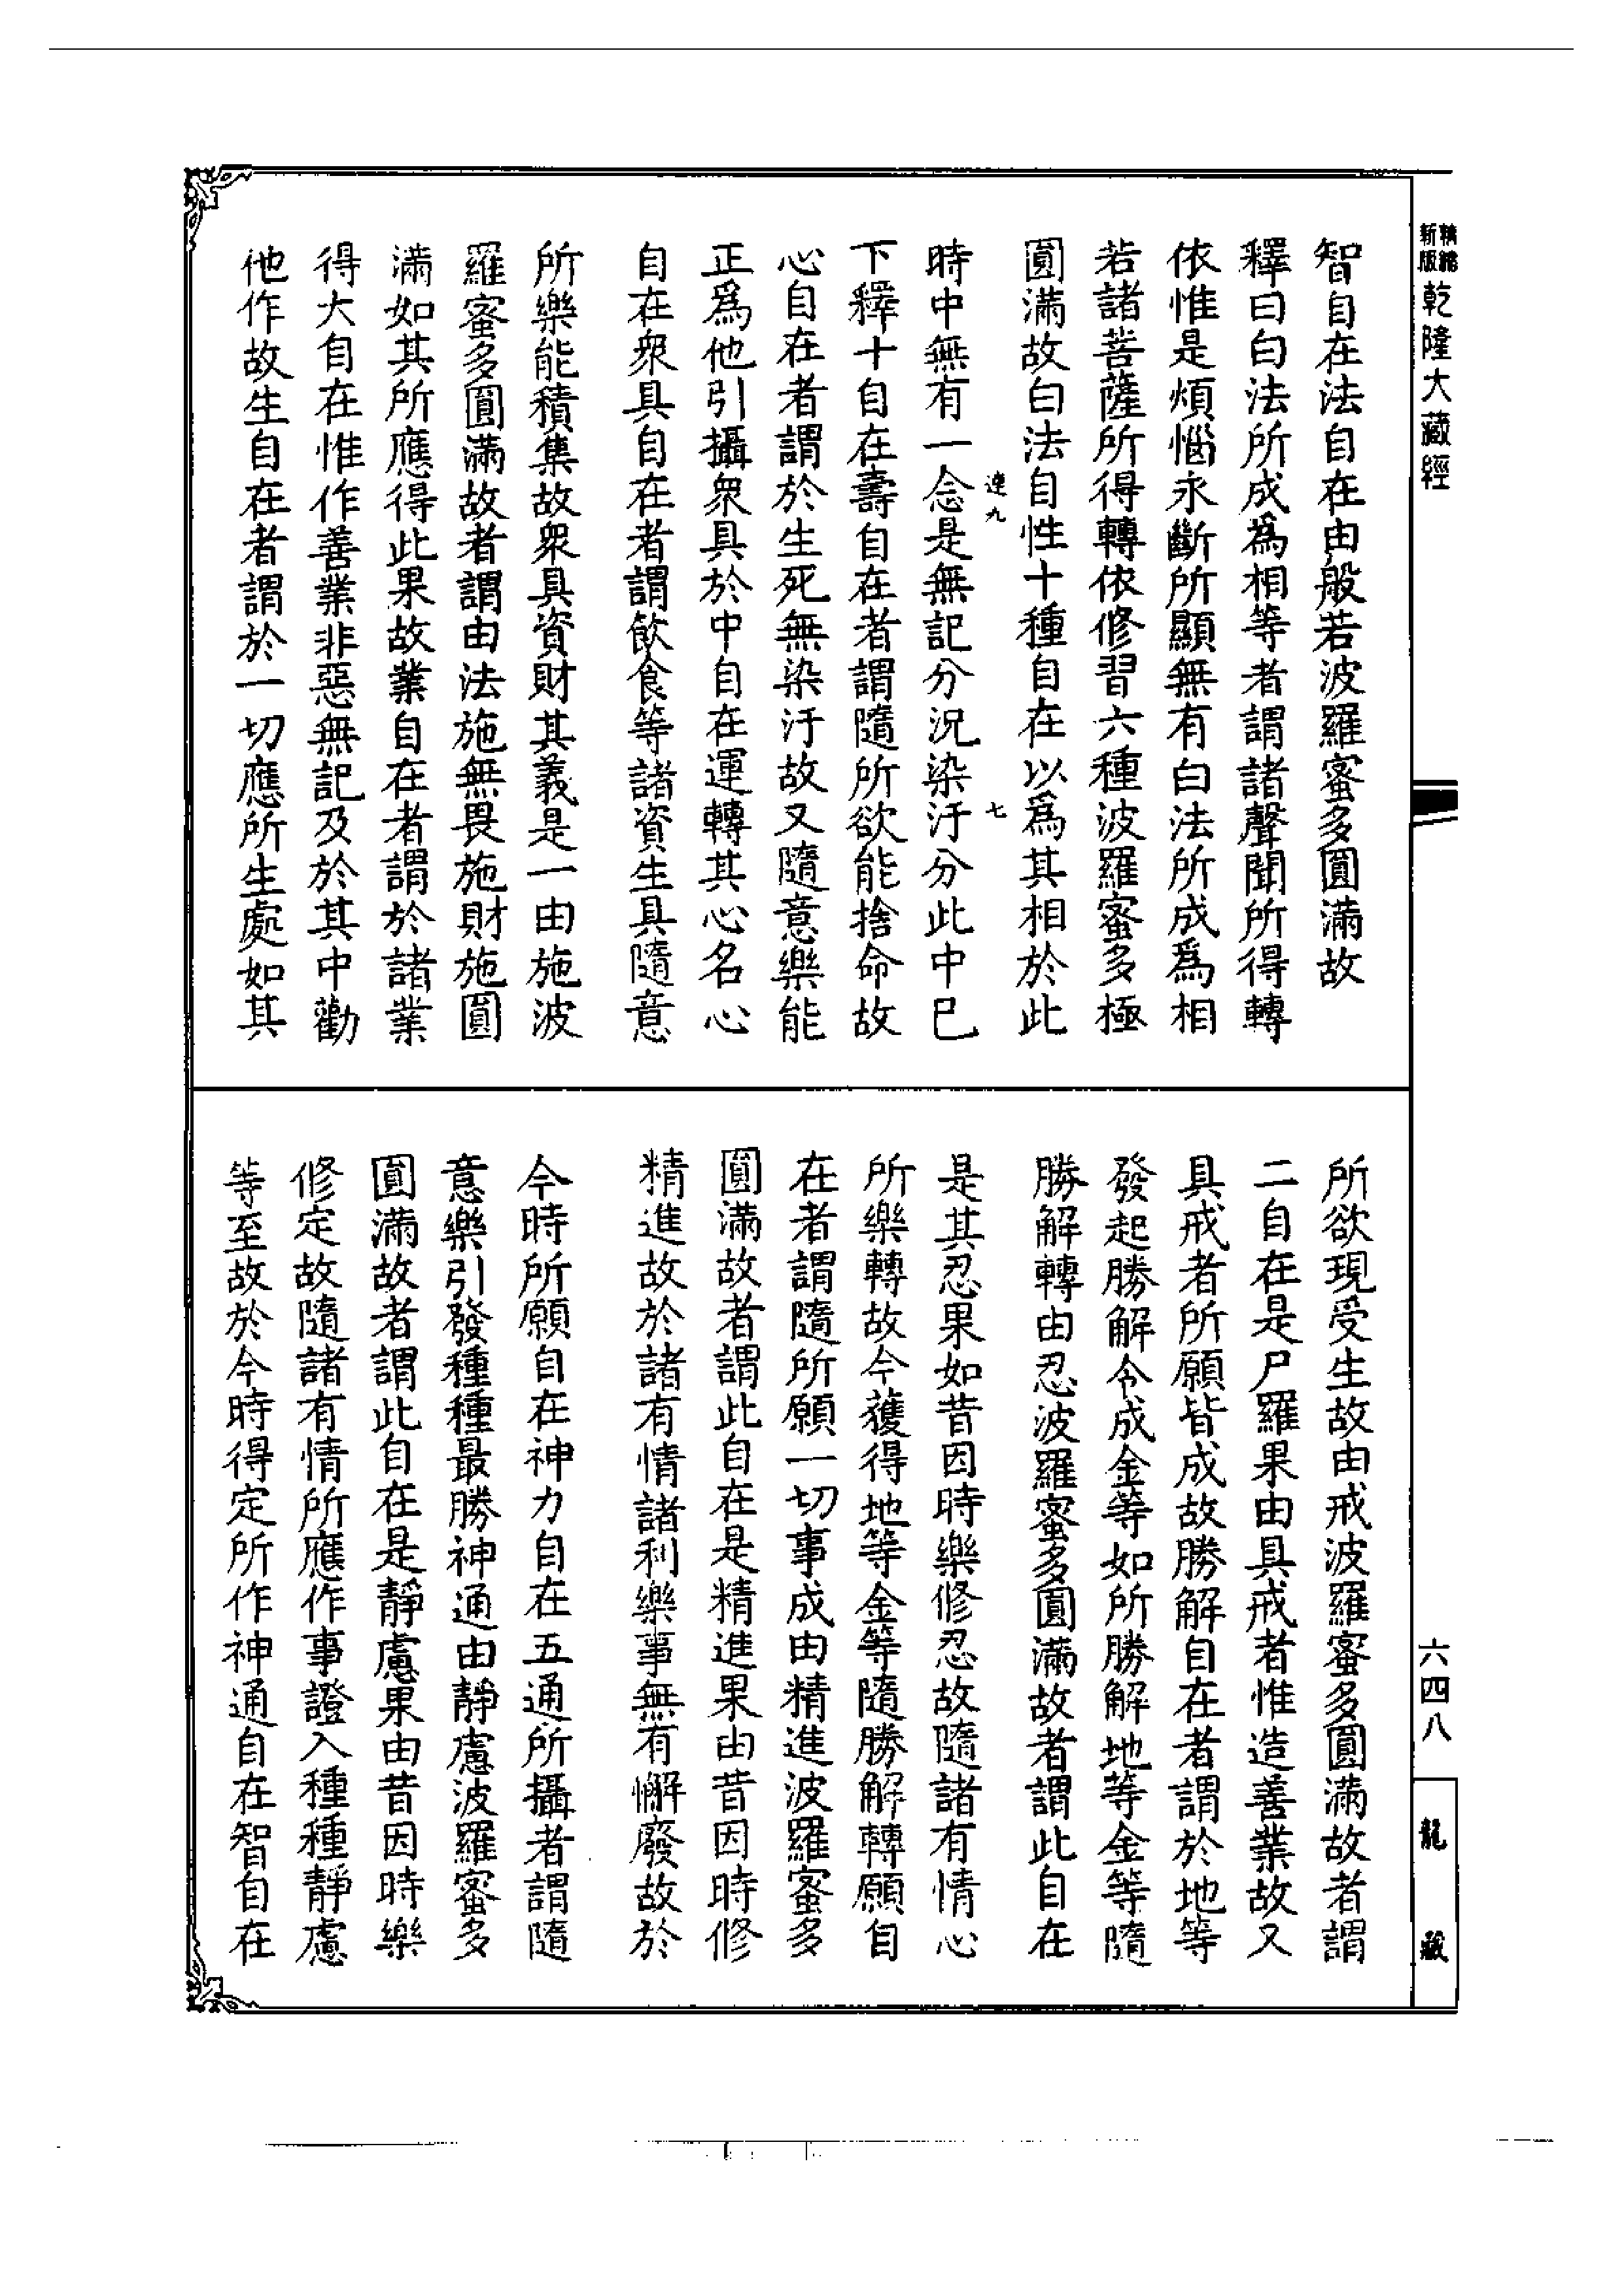 精縮
新版
乾隆大藏經
智自在法自在由般若波羅蜜多圓滿故
釋曰白法所成爲相等者謂諸聲聞所得轉
依惟是煩惱永斷所顯無有白法所成爲相
若諸菩薩所得轉依修習六種波羅蜜多極
圓滿故白法自性十種自在以爲其相於此
達九 七
時中無有一念是無記分況染汙分此中已
下釋十自在壽自在者謂隨所欲能捨命故
心自在者謂於生死無染汙故又隨意樂能
正爲他引攝衆具於中自在運轉其心名心
自在衆具自在者謂飲食等諸資生具隨意
所樂能積集故衆具資財其義是一由施波
羅蜜多圓滿故者謂由法施無畏施財施圓
滿如其所應得此果故業自在者謂於諸業
得大自在惟作善業非惡無記及於其中勸
他作故生自在者謂於一切應所生處如其
所欲現受生故由戒波羅蜜多圓滿故者謂
二自在是尸羅果由具戒者惟造善業故又
具戒者所願皆成故勝解自在者謂於地等
發起勝解令成金等如所勝解地等金等隨
勝解轉由忍波羅蜜多圓滿故者謂此自在
是其忍果如昔因時樂修忍故隨諸有情心
所樂轉故今獲得地等金等隨勝解轉願自
在者謂隨所願一切事成由精進波羅蜜多
圓滿故者謂此自在是精進果由昔因時修
精進故於諸有情諸利樂事無有懈廢故於
今時所願自在神力自在五通所攝者謂隨
意樂引發種種最勝神通由靜慮波羅蜜多
圓滿故者謂此自在是靜慮果由昔因時樂
修定故隨諸有情所應作事證入種種靜慮
等至故於今時得定所作神通自在智自在
六四八
龍藏